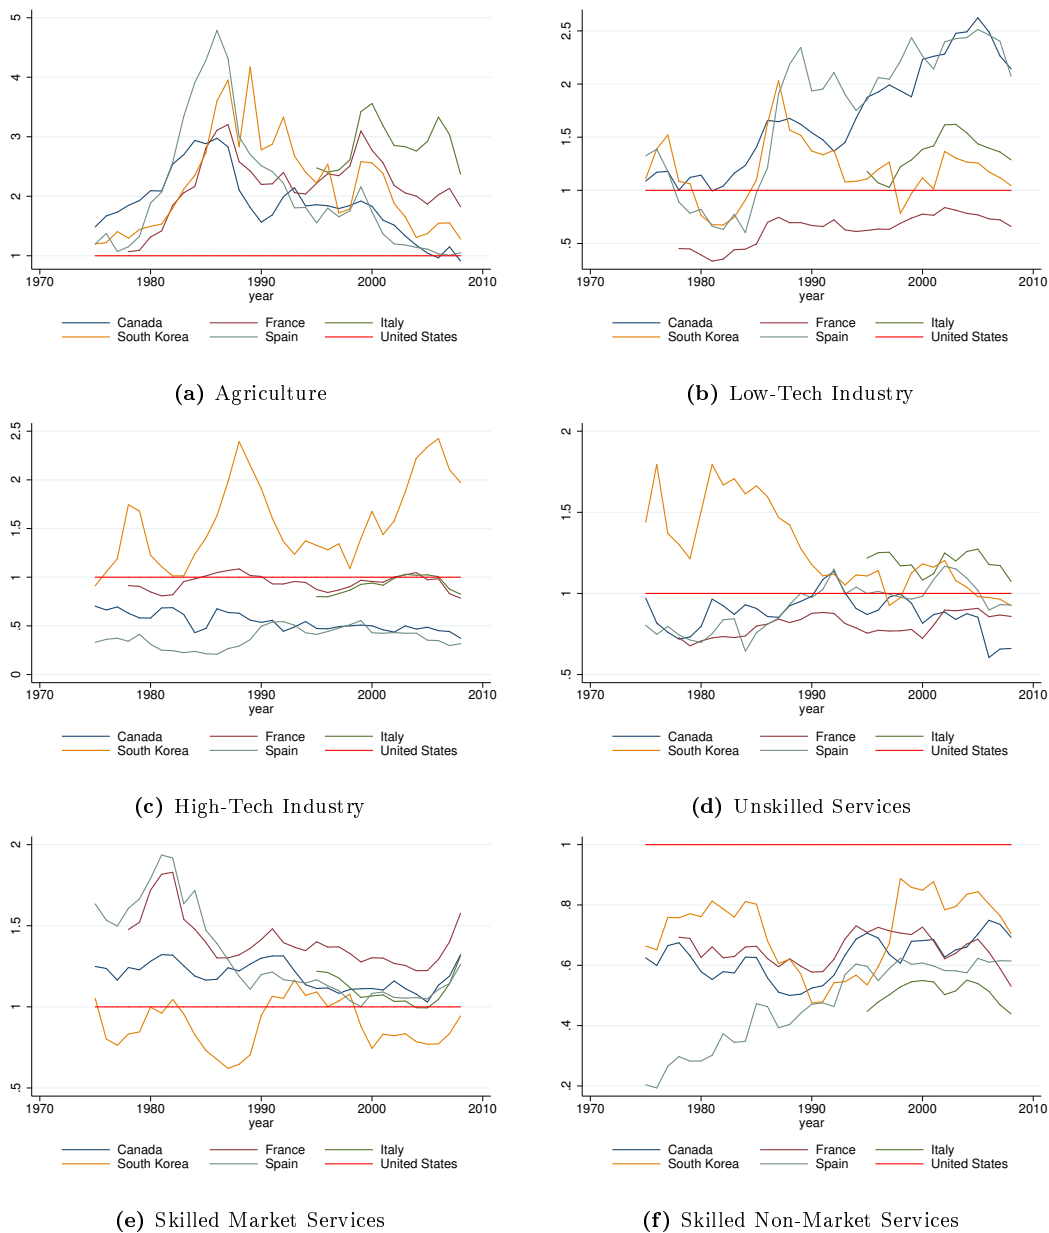 5
4
3
2
1
1970 1980 1990 2000 2010
year
Canada France Italy
South Korea Spain United States
(a) Agriculture
2.5
2
1.5
1
.5
1970 1980 1990 2000 2010
year
Canada France Italy
South Korea Spain United States
(b) Low-Tech Industry
2.5
2
1.5
1
.5
0
1970 1980 1990 2000 2010
year
Canada France Italy
South Korea Spain United States
(c) High-Tech Industry
2
1.5
1
.5
1970 1980 1990 2000 2010
year
Canada France Italy
South Korea Spain United States
(d) Unskilled Services
2
1.5
1
.5
1970 1980 1990 2000 2010
year
Canada France Italy
South Korea Spain United States
(e) Skilled Market Services
1
.8
.6
.4
.2
1970 1980 1990 2000 2010
year
Canada France Italy
South Korea Spain United States
(f) Skilled Non-Market Services